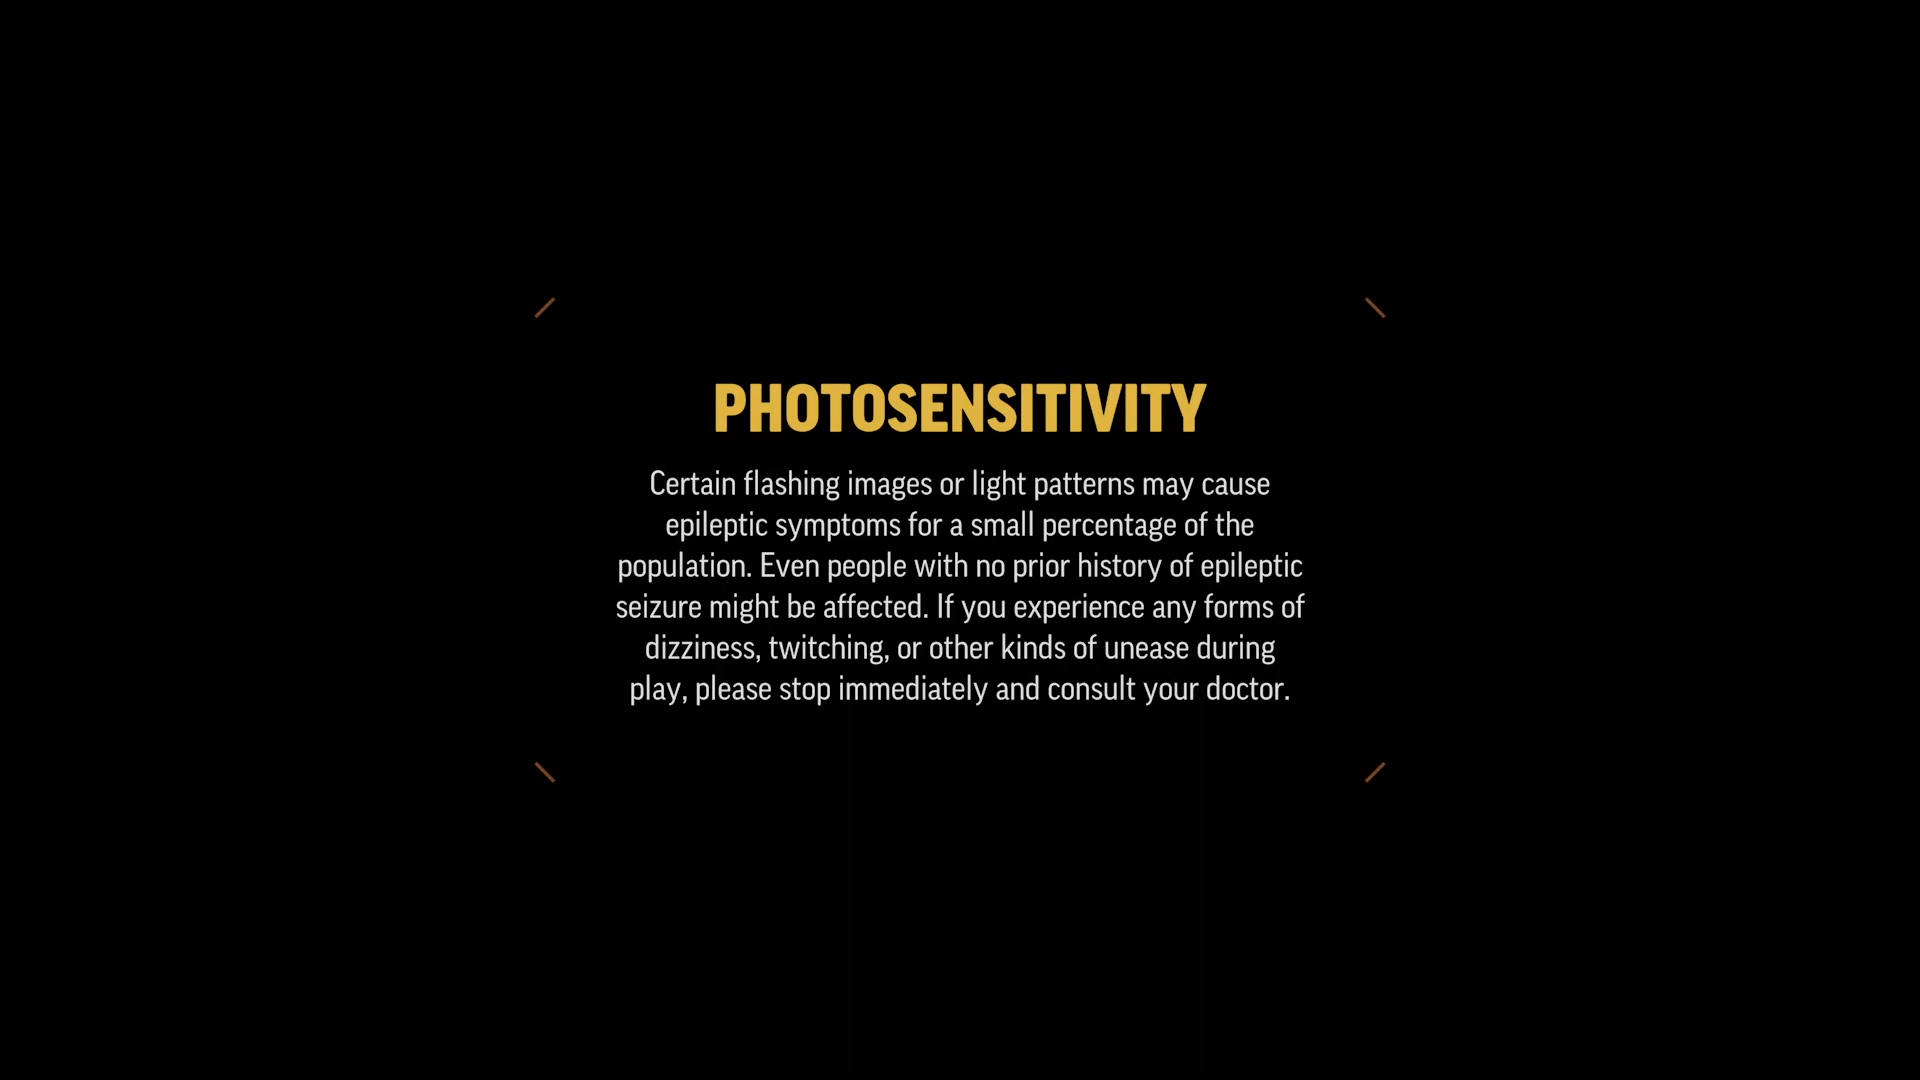 PHOTOSENSITIVITY
Certain flashing images or light patterns may cause
epileptic symptoms for a small percentage of the
population. Even people with no prior history of epileptic
seizure might be affected. If you experience any forms of
dizziness, twitching, or other kinds of unease during
play, please stop immediately and consult your doctor.